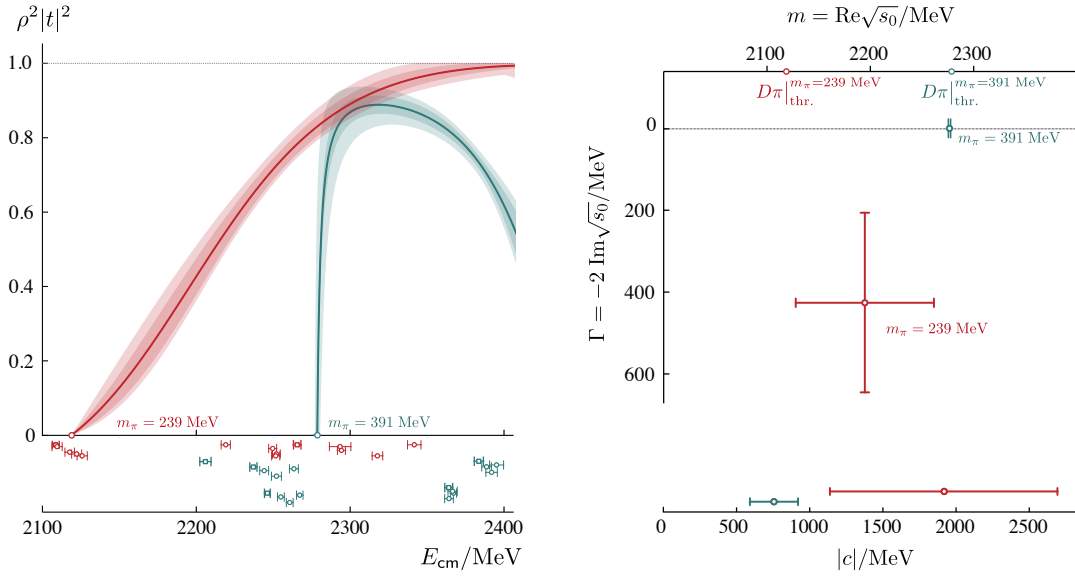 ρ²|t|²
1.0
0.8
0.6
0.4
0.2
0
m_π = 239 MeV
m_π = 391 MeV
2100
2200
2300
2400
E_cm/MeV
m = Re√s₀/MeV
2100
2200
2300
Dπ|_thr.^{m_π=239 MeV}
Dπ|_thr.^{m_π=391 MeV}
0
m_π = 391 MeV
200
400
m_π = 239 MeV
600
Γ = −2 Im√s₀/MeV
0
500
1000
1500
2000
2500
|c|/MeV